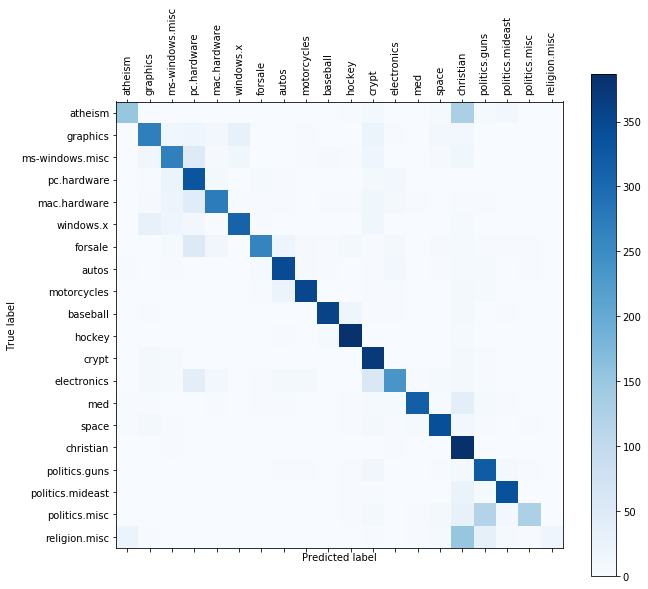 atheism
graphics
ms-windows.misc
pc.hardware
mac.hardware
windows.x
forsale
autos
motorcycles
baseball
hockey
crypt
electronics
med
space
christian
politics.guns
politics.mideast
politics.misc
religion.misc
True label
atheism
graphics
ms-windows.misc
pc.hardware
mac.hardware
windows.x
forsale
autos
motorcycles
baseball
hockey
crypt
electronics
med
space
christian
politics.guns
politics.mideast
politics.misc
religion.misc
Predicted label
350
300
250
200
150
100
50
0